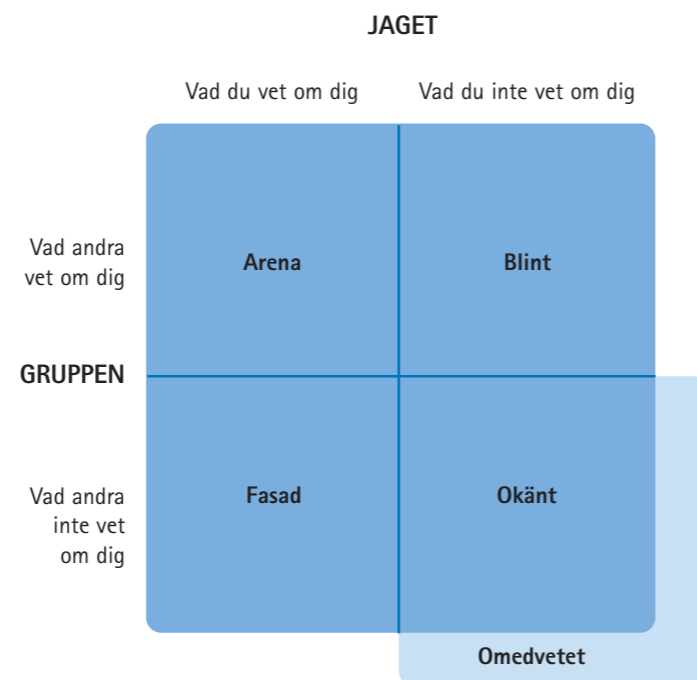 JAGET
Vad du vet om dig
Vad du inte vet om dig
Vad andra
vet om dig
Arena
Blint
GRUPPEN
Vad andra
inte vet
om dig
Fasad
Okänt
Omedvetet